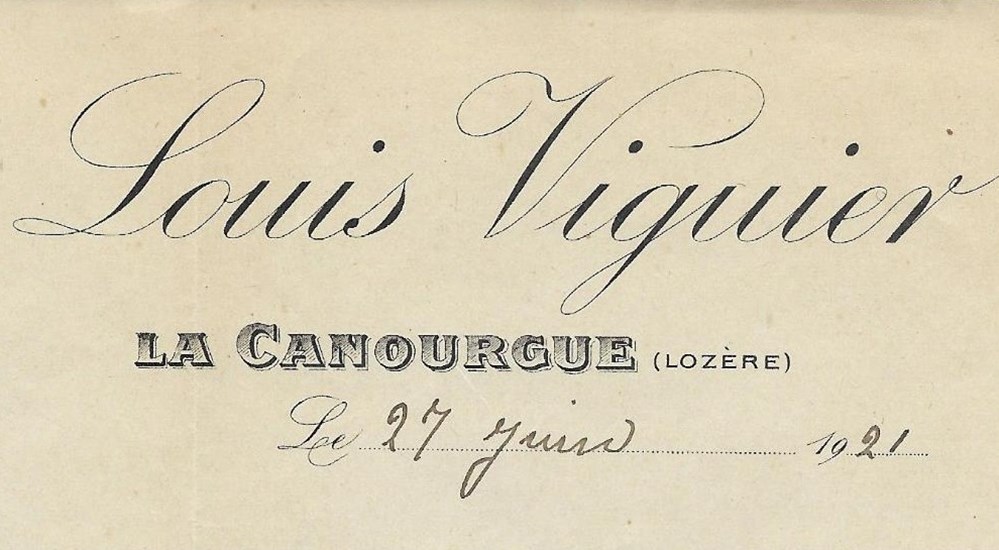 Louis Viguier
LA CANOURGUE (LOZÈRE)
Le 27 juin 1921